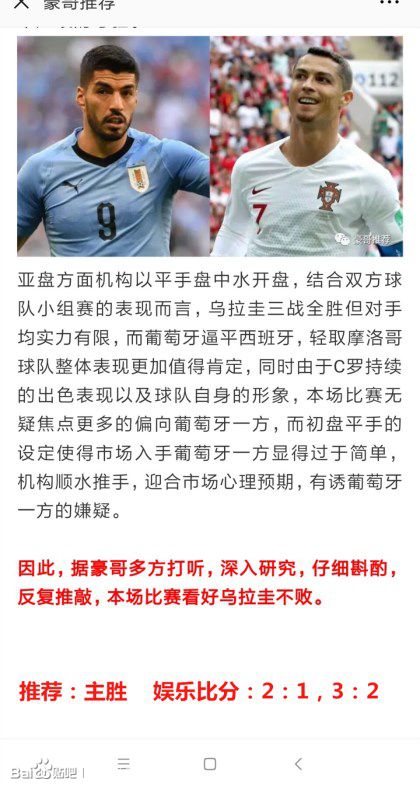 豪哥推荐
112
9
7
豪哥推荐
亚盘方面机构以平手盘中水开盘，结合双方球
队小组赛的表现而言，乌拉圭三战全胜但对手
均实力有限，而葡萄牙逼平西班牙，轻取摩洛哥
球队整体表现更加值得肯定，同时由于C罗持续
的出色表现以及球队自身的形象，本场比赛无
疑焦点更多的偏向葡萄牙一方，而初盘平手的
设定使得市场入手葡萄牙一方显得过于简单，
机构顺水推手，迎合市场心理预期，有诱葡萄牙
一方的嫌疑。
因此，据豪哥多方打听，深入研究，仔细斟酌，
反复推敲，本场比赛看好乌拉圭不败。
推荐：主胜 娱乐比分：2：1，3：2
Bai贴吧